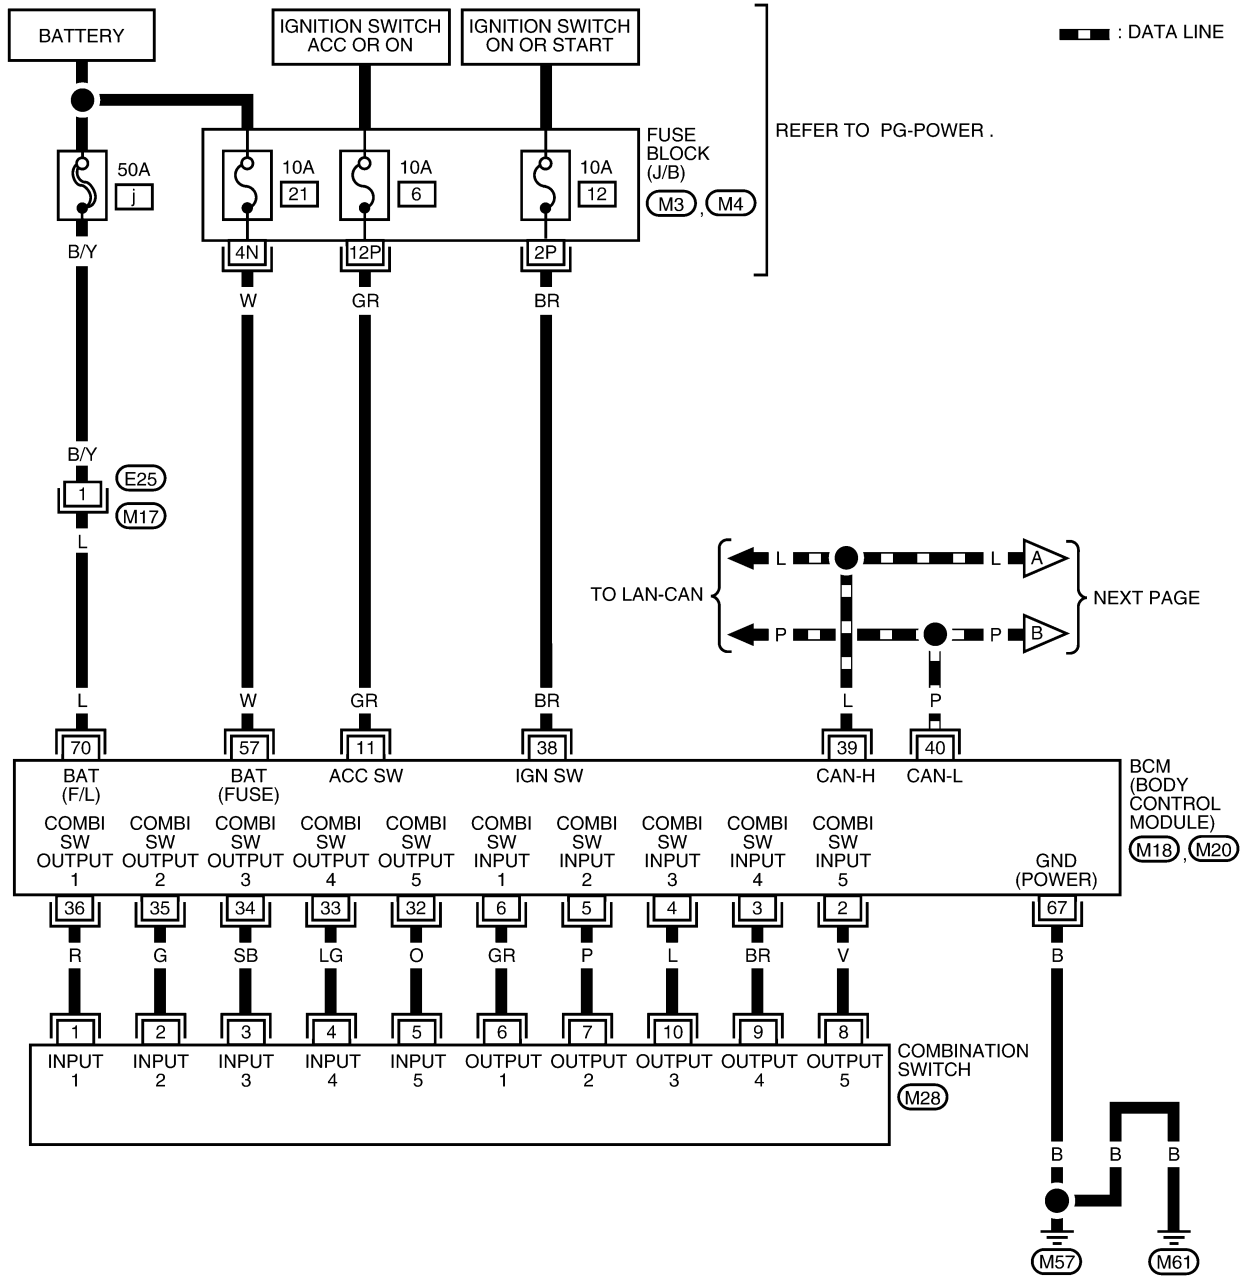 BATTERY
IGNITION SWITCH
ACC OR ON
IGNITION SWITCH
ON OR START
: DATA LINE
REFER TO PG-POWER .
FUSE
BLOCK
(J/B)
M3 , M4
50A
j
10A
21
10A
6
10A
12
4N
12P
2P
B/Y
W
GR
BR
B/Y
1
E25
M17
L
TO LAN-CAN
L
L
A
P
P
B
NEXT PAGE
L
W
GR
BR
L
P
70
57
11
38
39
40
BAT
(F/L)
BAT
(FUSE)
ACC SW
IGN SW
CAN-H
CAN-L
BCM
(BODY
CONTROL
MODULE)
M18 , M20
COMBI
SW
OUTPUT
1
COMBI
SW
OUTPUT
2
COMBI
SW
OUTPUT
3
COMBI
SW
OUTPUT
4
COMBI
SW
OUTPUT
5
COMBI
SW
INPUT
1
COMBI
SW
INPUT
2
COMBI
SW
INPUT
3
COMBI
SW
INPUT
4
COMBI
SW
INPUT
5
GND
(POWER)
36
35
34
33
32
6
5
4
3
2
67
R
G
SB
LG
O
GR
P
L
BR
V
B
1
2
3
4
5
6
7
10
9
8
INPUT
1
INPUT
2
INPUT
3
INPUT
4
INPUT
5
OUTPUT
1
OUTPUT
2
OUTPUT
3
OUTPUT
4
OUTPUT
5
COMBINATION
SWITCH
M28
B
B
B
M57
M61